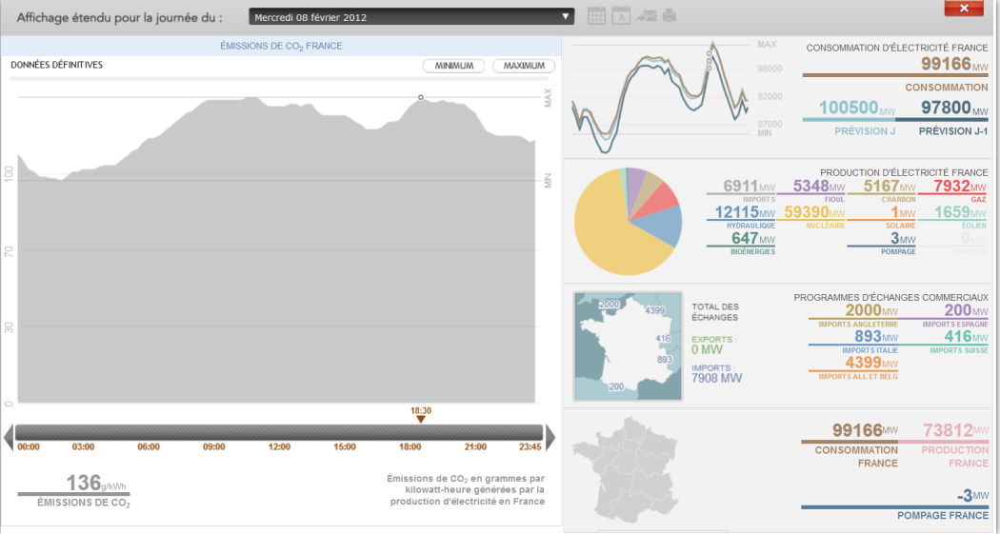 Affichage étendu pour la journée du :
Mercredi 08 février 2012
ÉMISSIONS DE CO2 FRANCE
DONNÉES DÉFINITIVES
MINIMUM
MAXIMUM
MAX
MIN
100
70
30
0
18:30
00:00 03:00 06:00 09:00 12:00 15:00 18:00 21:00 23:45
136g/kWh
ÉMISSIONS DE CO2
Émissions de CO2 en grammes par
kilowatt-heure générées par la
production d'électricité en France
MAX
98000
92000
87000
MIN
CONSOMMATION D'ÉLECTRICITÉ FRANCE
99166MW
CONSOMMATION
100500MW 97800MW
PRÉVISION J PRÉVISION J-1
PRODUCTION D'ÉLECTRICITÉ FRANCE
6911MW 5348MW 5167MW 7932MW
IMPORTS FIOUL CHARBON GAZ
12115MW 59390MW 1MW 1659MW
HYDRAULIQUE NUCLÉAIRE SOLAIRE ÉOLIEN
647MW 3MW 0MW
BIOÉNERGIES POMPAGE EXPORTS
2000
4399
416
893
200
TOTAL DES
ÉCHANGES
EXPORTS :
0 MW
IMPORTS :
7908 MW
PROGRAMMES D'ÉCHANGES COMMERCIAUX
2000MW 200MW
IMPORTS ANGLETERRE IMPORTS ESPAGNE
893MW 416MW
IMPORTS ITALIE IMPORTS SUISSE
4399MW
IMPORTS ALL ET BELG
99166MW 73812MW
CONSOMMATION PRODUCTION
FRANCE FRANCE
-3MW
POMPAGE FRANCE